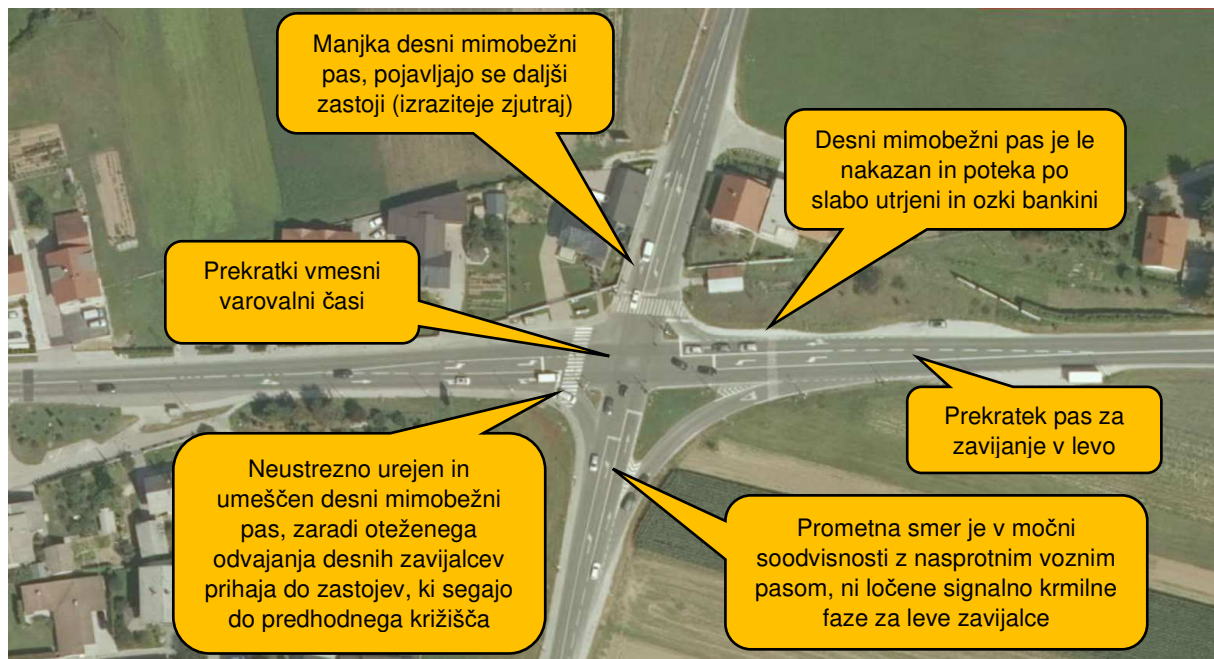 Manjka desni mimobežni
pas, pojavljajo se daljši
zastoji (izraziteje zjutraj)
Desni mimobežni pas je le
nakazan in poteka po
slabo utrjeni in ozki bankini
Prekratki vmesni
varovalni časi
Prekratek pas za
zavijanje v levo
Neustrezno urejen in
umeščen desni mimobežni
pas, zaradi oteženega
odvajanja desnih zavijalcev
prihaja do zastojev, ki segajo
do predhodnega križišča
Prometna smer je v močni
soodvisnosti z nasprotnim voznim
pasom, ni ločene signalno krmilne
faze za leve zavijalce